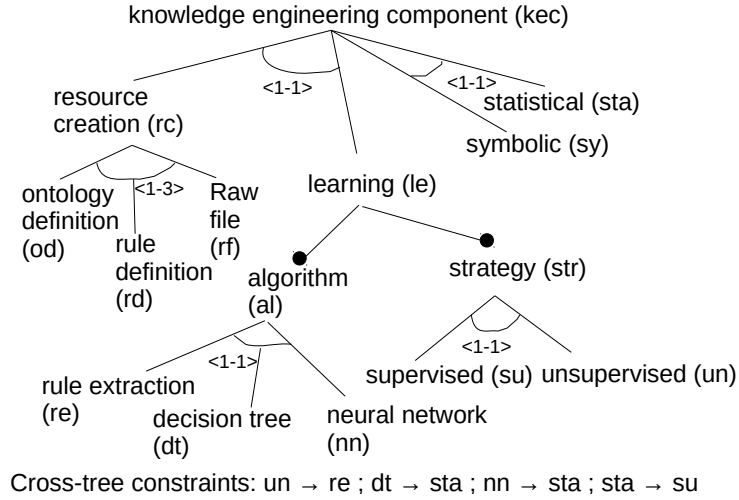 knowledge engineering component (kec)
<1-1>
<1-1>
resource
creation (rc)
statistical (sta)
symbolic (sy)
learning (le)
ontology
definition
(od)
<1-3>
rule
definition
(rd)
Raw
file
(rf)
algorithm
(al)
strategy (str)
<1-1>
<1-1>
rule extraction
(re)
decision tree
(dt)
neural network
(nn)
supervised (su)
unsupervised (un)
Cross-tree constraints: un → re ; dt → sta ; nn → sta ; sta → su